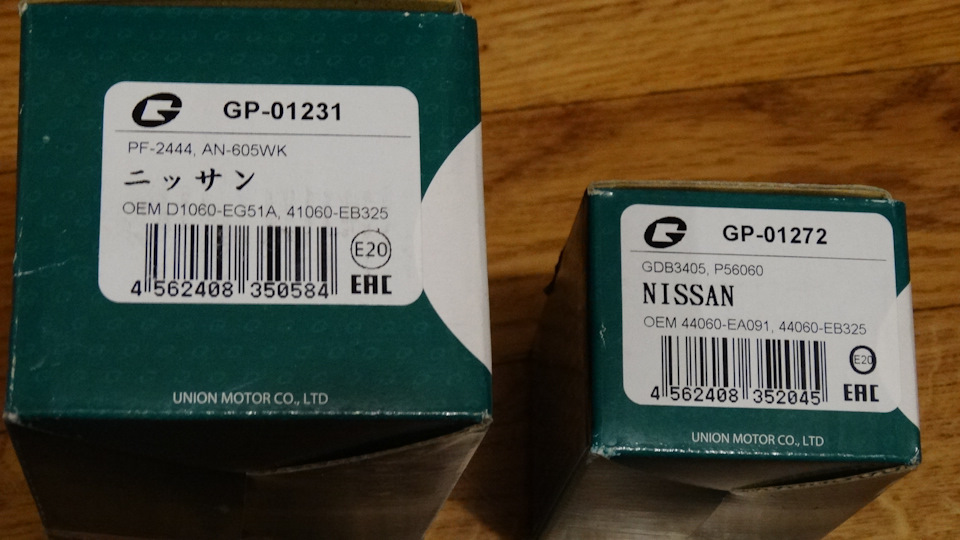 G GP-01231
PF-2444, AN-605WK
ニッサン
OEM D1060-EG51A, 41060-EB325
E20
4 562408 350584
EAC
UNION MOTOR CO., LTD
G GP-01272
GDB3405, P56060
NISSAN
OEM 44060-EA091, 44060-EB325
E20
4 562408 352045
EAC
UNION MOTOR CO., LTD